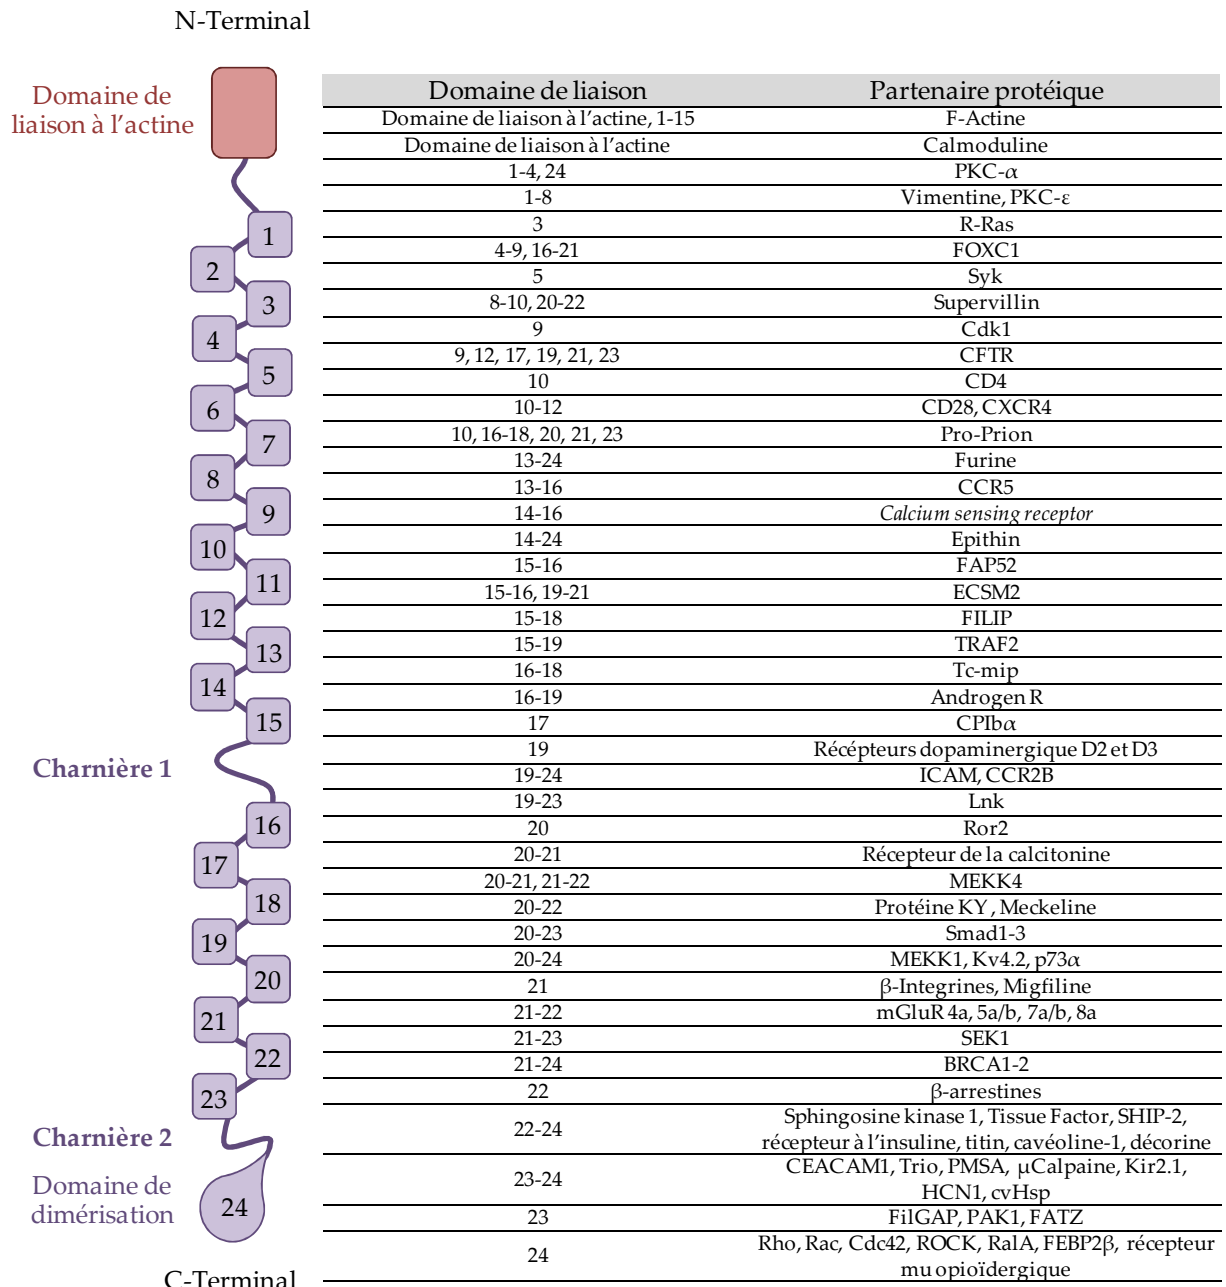 N-Terminal
Domaine de
liaison à l'actine
1
2
3
4
5
6
7
8
9
10
11
12
13
14
15
Charnière 1
16
17
18
19
20
21
22
23
Charnière 2
Domaine de
dimérisation
24
C-Terminal
Domaine de liaison Partenaire protéique
Domaine de liaison à l'actine, 1-15 F-Actine
Domaine de liaison à l'actine Calmoduline
1-4, 24 PKC-α
1-8 Vimentine, PKC-ε
3 R-Ras
4-9, 16-21 FOXC1
5 Syk
8-10, 20-22 Supervillin
9 Cdk1
9, 12, 17, 19, 21, 23 CFTR
10 CD4
10-12 CD28, CXCR4
10, 16-18, 20, 21, 23 Pro-Prion
13-24 Furine
13-16 CCR5
14-16 Calcium sensing receptor
14-24 Epithin
15-16 FAP52
15-16, 19-21 ECSM2
15-18 FILIP
15-19 TRAF2
16-18 Tc-mip
16-19 Androgen R
17 CPIbα
19 Récépteurs dopaminergique D2 et D3
19-24 ICAM, CCR2B
19-23 Lnk
20 Ror2
20-21 Récepteur de la calcitonine
20-21, 21-22 MEKK4
20-22 Protéine KY, Meckeline
20-23 Smad1-3
20-24 MEKK1, Kv4.2, p73α
21 β-Integrines, Migfiline
21-22 mGluR 4a, 5a/b, 7a/b, 8a
21-23 SEK1
21-24 BRCA1-2
22 β-arrestines
22-24 Sphingosine kinase 1, Tissue Factor, SHIP-2,
récepteur à l'insuline, titin, cavéoline-1, décorine
23-24 CEACAM1, Trio, PMSA, µCalpaine, Kir2.1,
HCN1, cvHsp
23 FilGAP, PAK1, FATZ
24 Rho, Rac, Cdc42, ROCK, RalA, FEBP2β, récepteur
mu opioïdergique